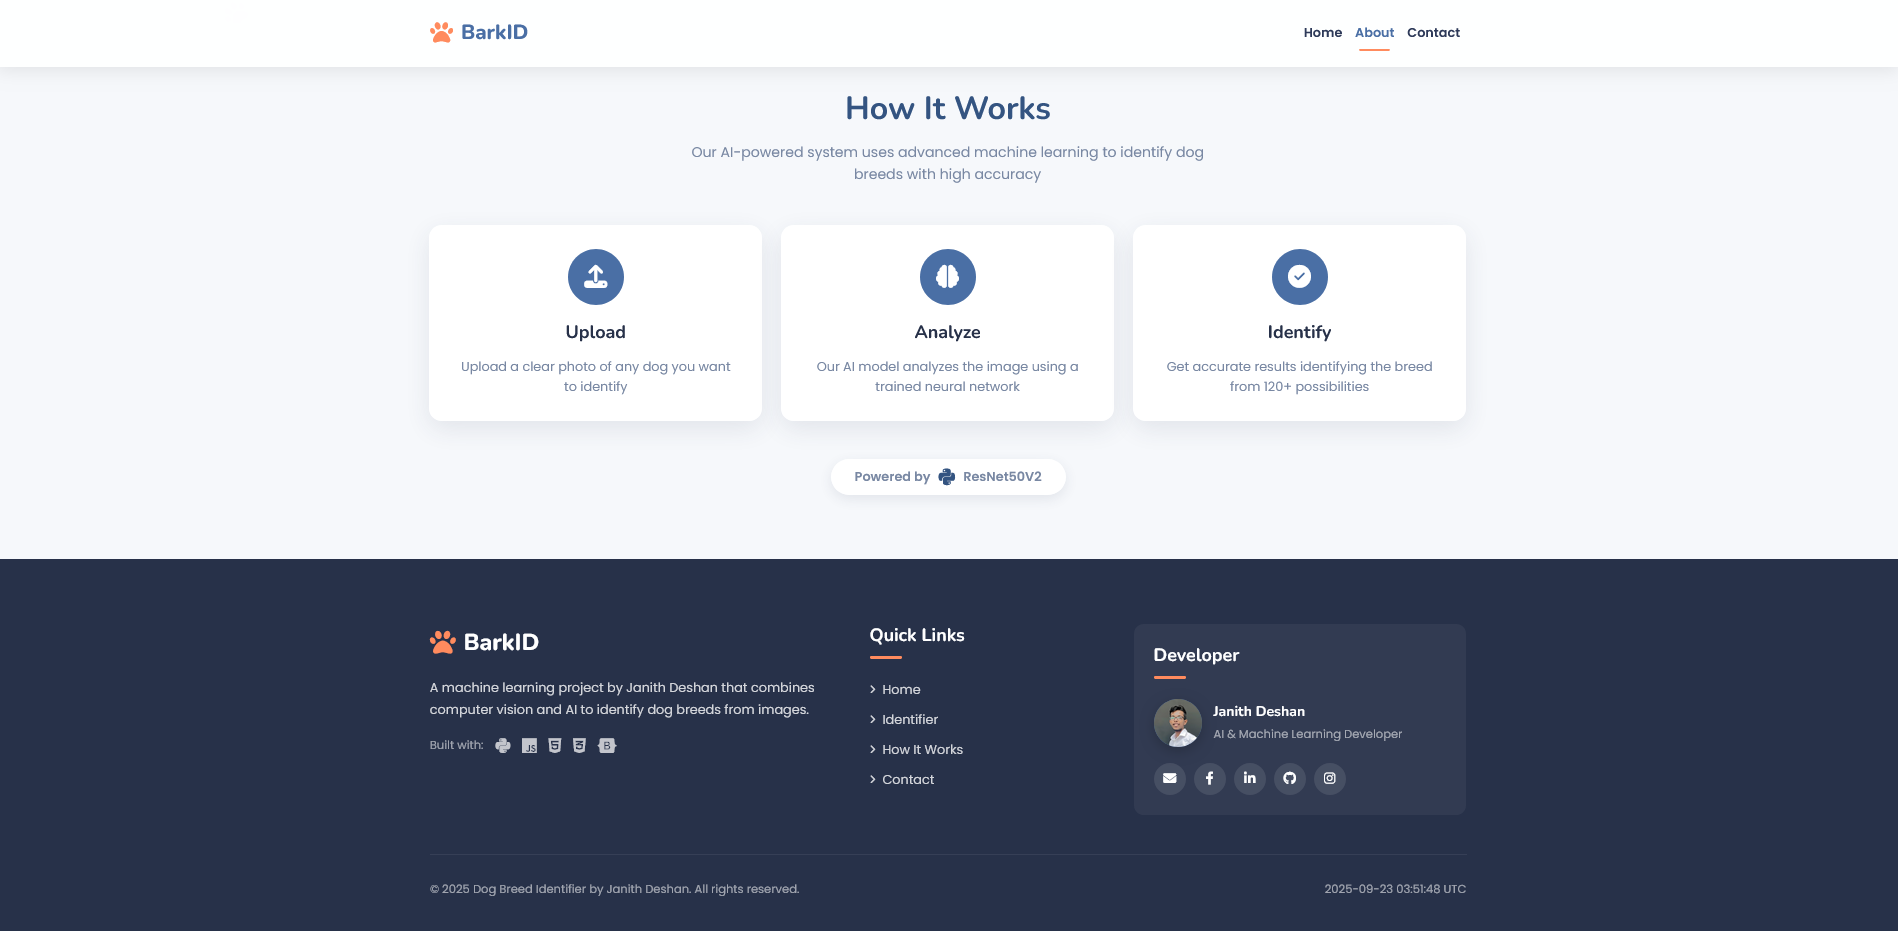 BarkID
Home About Contact
How It Works
Our AI-powered system uses advanced machine learning to identify dog
breeds with high accuracy
Upload
Upload a clear photo of any dog you want
to identify
Analyze
Our AI model analyzes the image using a
trained neural network
Identify
Get accurate results identifying the breed
from 120+ possibilities
Powered by ResNet50V2
BarkID
A machine learning project by Janith Deshan that combines
computer vision and AI to identify dog breeds from images.
Built with: JS 5 3 B
Quick Links
Home
Identifier
How It Works
Contact
Developer
Janith Deshan
AI & Machine Learning Developer
© 2025 Dog Breed Identifier by Janith Deshan. All rights reserved.
2025-09-23 03:51:48 UTC